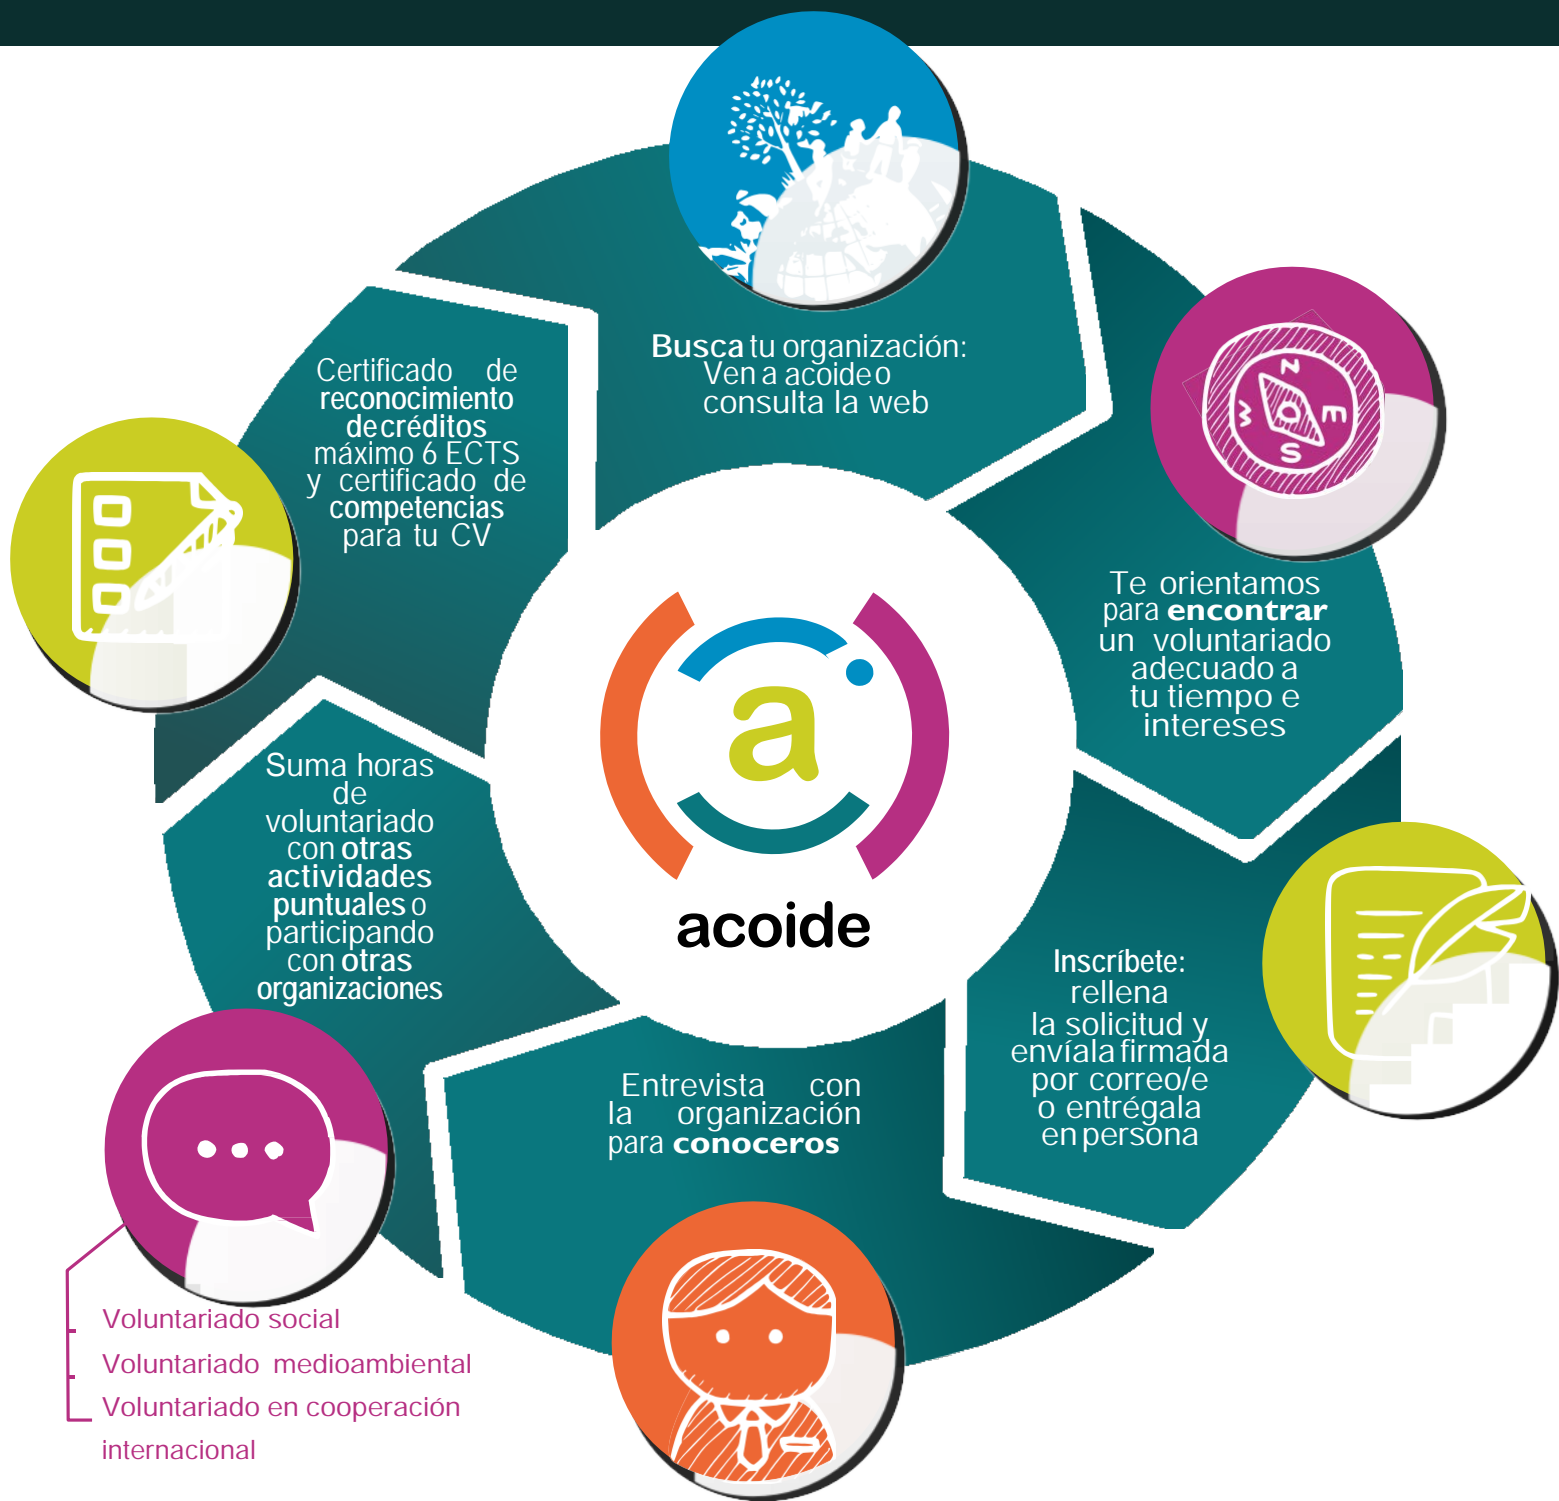 Busca tu organización:
Ven a acoide o
consulta la web
N
E
S
W
Te orientamos
para encontrar
un voluntariado
adecuado a
tu tiempo e
intereses
Inscríbete:
rellena
la solicitud y
envíala firmada
por correo/e
o entrégala
en persona
Entrevista con
la organización
para conoceros
Suma horas
de
voluntariado
con otras
actividades
puntuales o
participando
con otras
organizaciones
Voluntariado social
Voluntariado medioambiental
Voluntariado en cooperación
internacional
Certificado de
reconocimiento
de créditos
máximo 6 ECTS
y certificado de
competencias
para tu CV
a
acoide